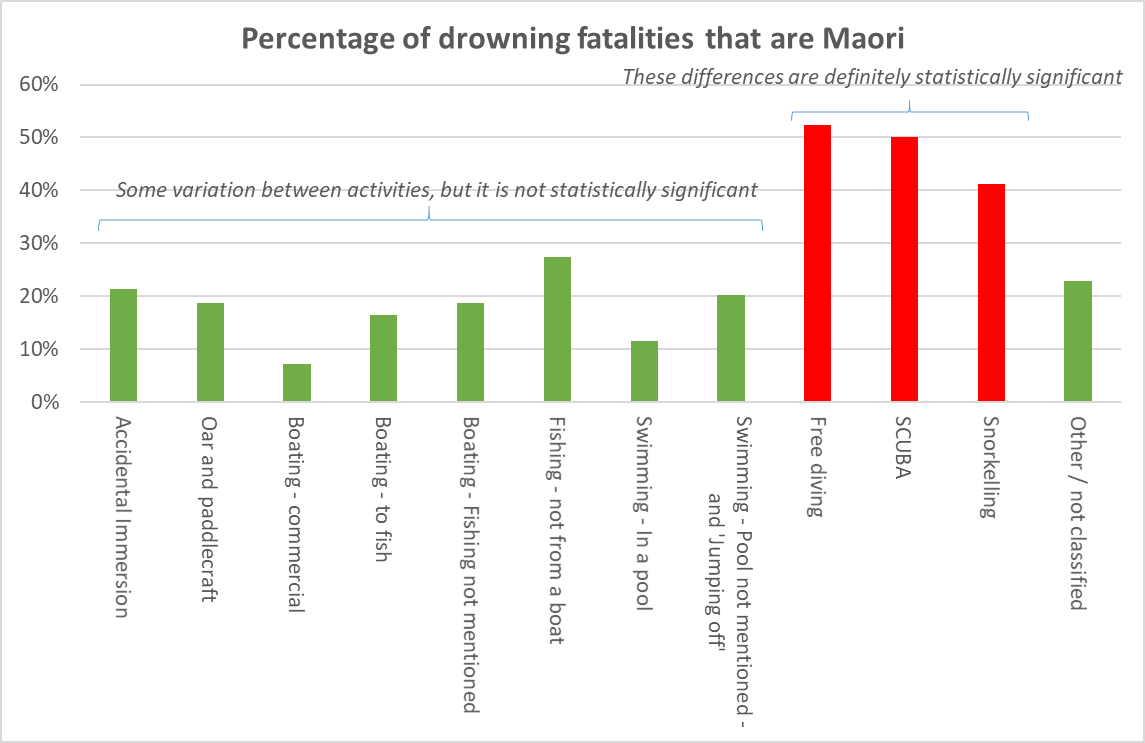 Percentage of drowning fatalities that are Maori
These differences are definitely statistically significant
60%
50%
Some variation between activities, but it is not statistically significant
40%
30%
20%
10%
0%
Accidental Immersion
Oar and paddlecraft
Boating - commercial
Boating - to fish
Boating - Fishing not mentioned
Fishing - not from a boat
Swimming - In a pool
Swimming - Pool not mentioned -
and 'Jumping off'
Free diving
SCUBA
Snorkelling
Other / not classified